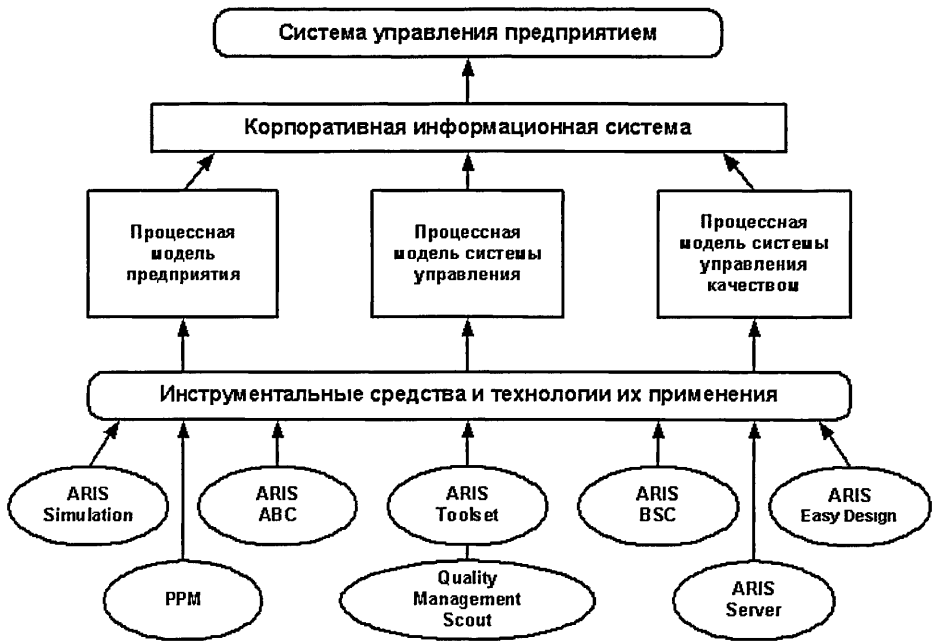 Система управления предприятием
Корпоративная информационная система
Процессная
модель
предприятия
Процессная
модель системы
управления
Процессная
модель системы
управления
качеством
Инструментальные средства и технологии их применения
ARIS
Simulation
ARIS
ABC
ARIS
Toolset
ARIS
BSC
ARIS
Easy Design
PPM
Quality
Management
Scout
ARIS
Server